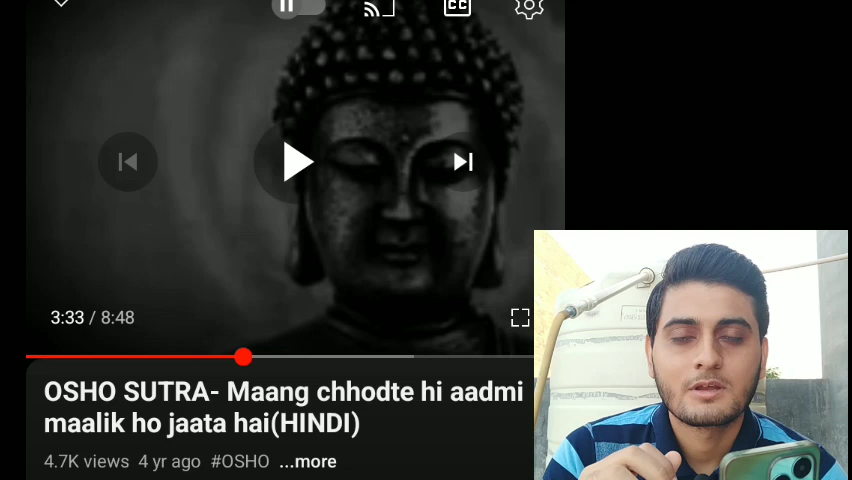 CC
3:33 / 8:48
OSHO SUTRA- Maang chhodte hi aadmi
maalik ho jaata hai(HINDI)
4.7K views 4 yr ago #OSHO ...more